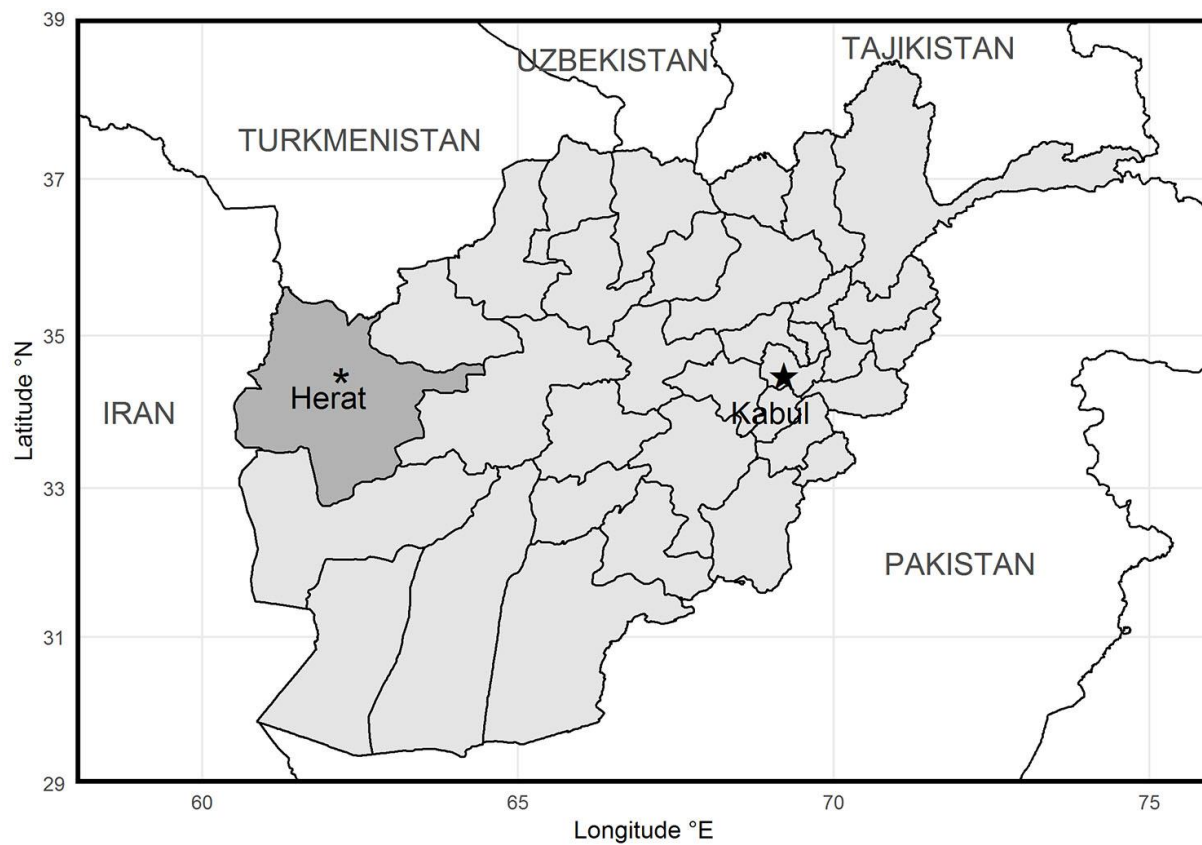 39
UZBEKISTAN
TAJIKISTAN
TURKMENISTAN
37
35
*
Herat
Kabul
IRAN
33
PAKISTAN
31
29
60
65
70
75
Latitude °N
Longitude °E